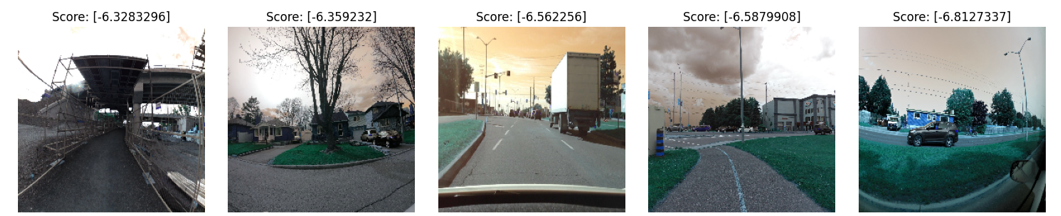 Score: [-6.3283296]
Score: [-6.359232]
Score: [-6.562256]
Score: [-6.5879908]
Score: [-6.8127337]